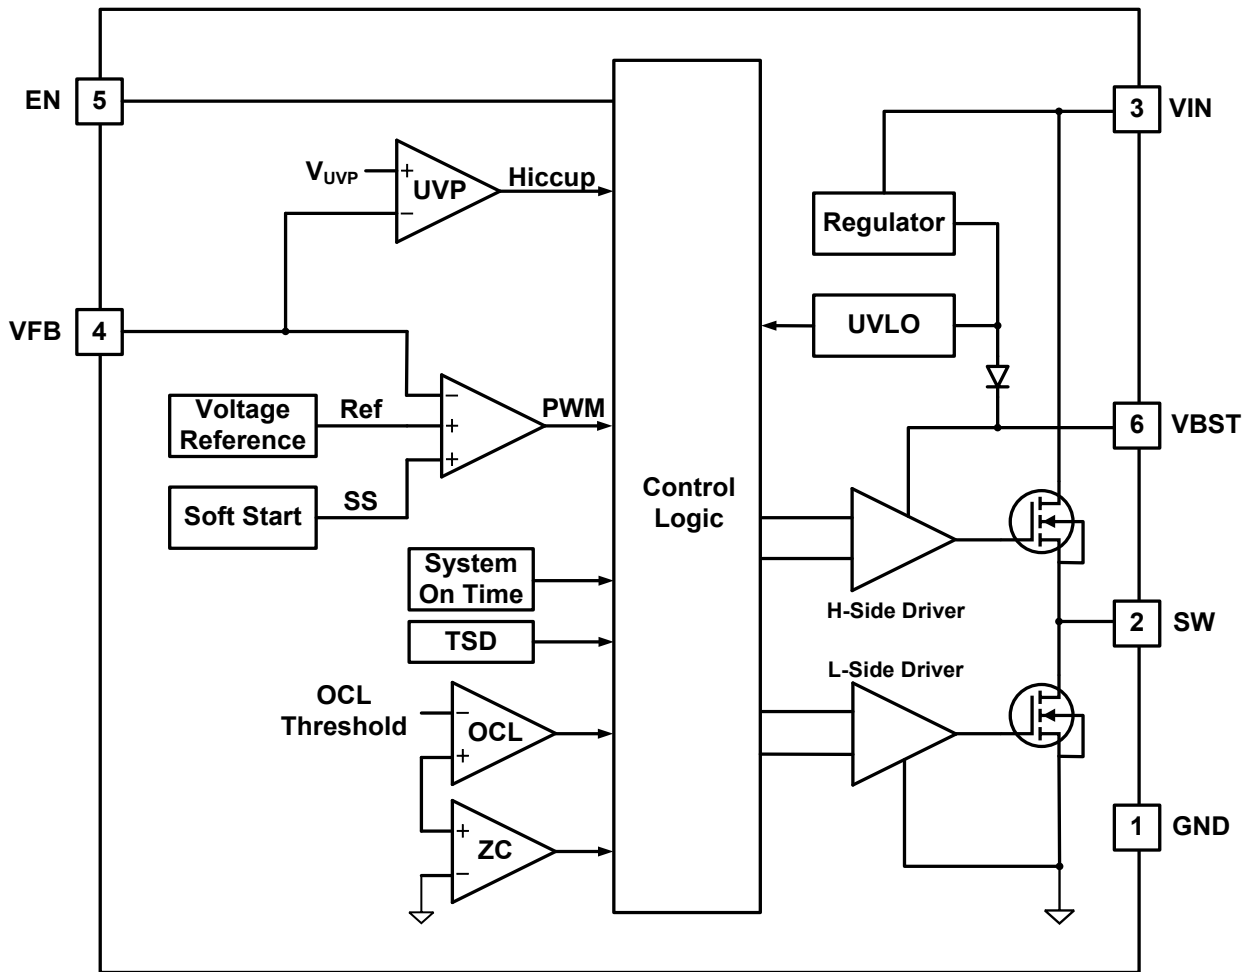 EN
5
3
VIN
V_UVP
+
UVP
−
Hiccup
Regulator
VFB
4
UVLO
Voltage
Reference
Ref
−
+
+
PWM
6
VBST
Soft Start
SS
Control
Logic
System
On Time
H-Side Driver
2
SW
TSD
L-Side Driver
OCL
Threshold
−
OCL
+
+
ZC
−
1
GND